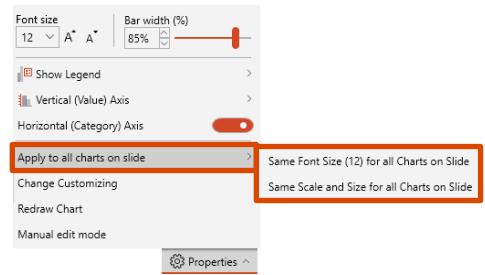 Font size Bar width (%)
12 A A 85%
Show Legend
Vertical (Value) Axis
Horizontal (Category) Axis
Apply to all charts on slide
Same Font Size (12) for all Charts on Slide
Same Scale and Size for all Charts on Slide
Change Customizing
Redraw Chart
Manual edit mode
Properties